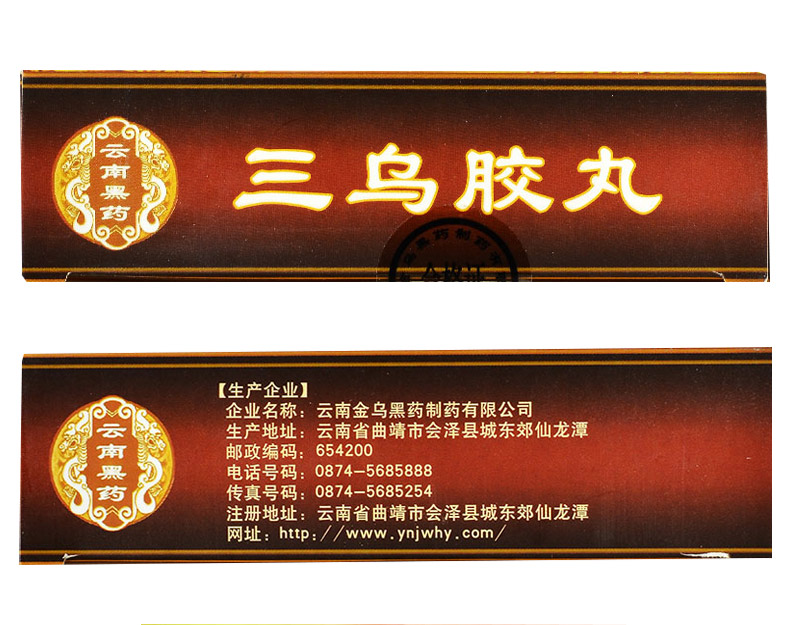 云南黑药
三乌胶丸
合格证
云南黑药
【生产企业】
企业名称：云南金乌黑药制药有限公司
生产地址：云南省曲靖市会泽县城东郊仙龙潭
邮政编码：654200
电话号码：0874-5685888
传真号码：0874-5685254
注册地址：云南省曲靖市会泽县城东郊仙龙潭
网址：http://www.ynjwhy.com/